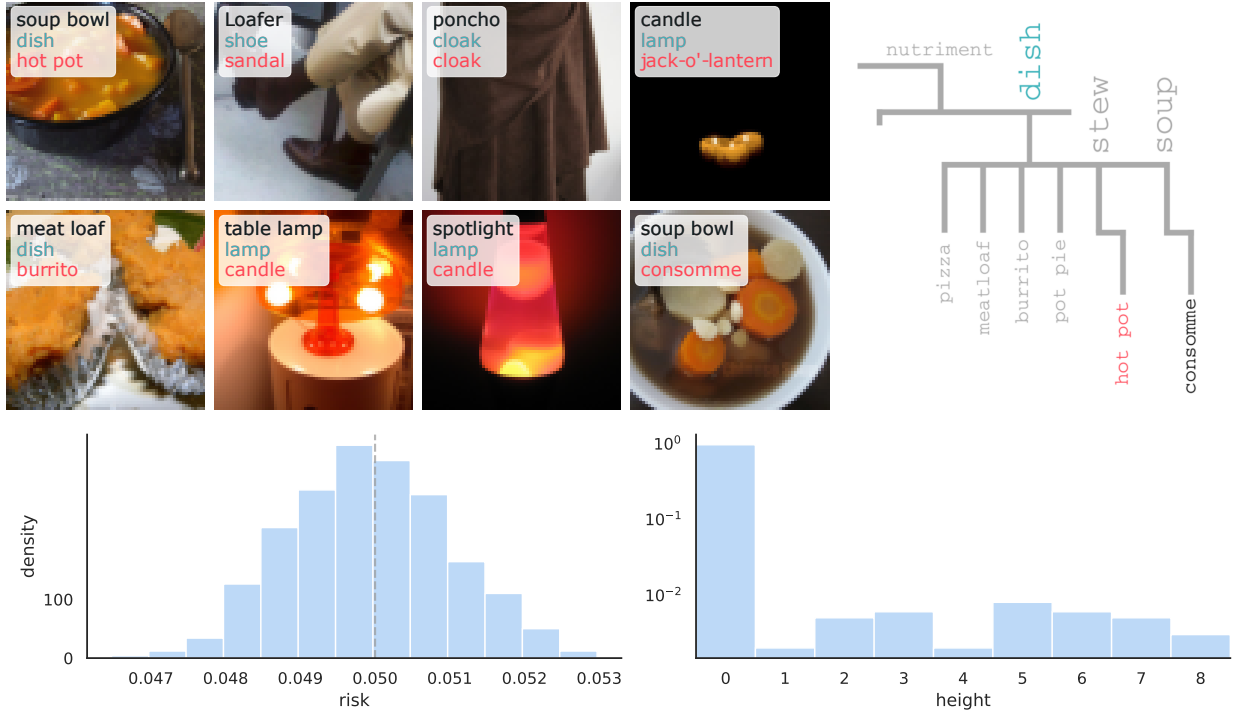 soup bowl
dish
hot pot
Loafer
shoe
sandal
poncho
cloak
cloak
candle
lamp
jack-o'-lantern
meat loaf
dish
burrito
table lamp
lamp
candle
spotlight
lamp
candle
soup bowl
dish
consomme
nutriment
dish
stew
soup
pizza
meatloaf
burrito
pot pie
hot pot
consomme
density
100
0
0.047 0.048 0.049 0.050 0.051 0.052 0.053
risk
10⁰
10⁻¹
10⁻²
0 1 2 3 4 5 6 7 8
height